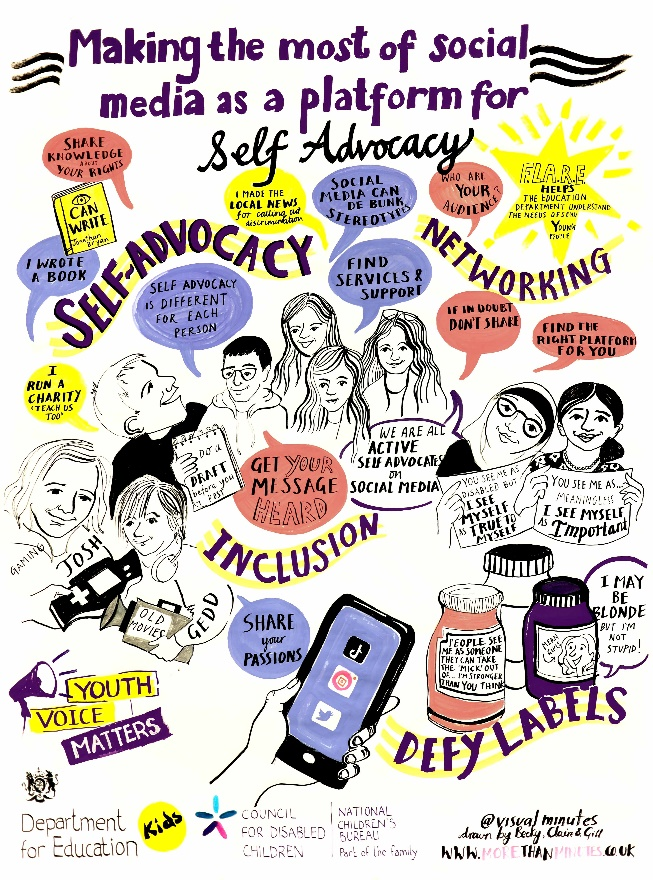 Making the most of social
media as a platform for
Self Advocacy
SHARE
KNOWLEDGE
ABOUT
YOUR RIGHTS
I
CAN
WRITE
Jonathan
Bryan
I WROTE
A BOOK
I MADE THE
LOCAL NEWS
for calling out
discrimination
SOCIAL
MEDIA CAN
DE BUNK
STEREOTYPES
WHO ARE
YOUR
AUDIENCE?
F.L.A.R.E.
HELPS
THE EDUCATION
DEPARTMENT UNDERSTAND
THE NEEDS OF SEND
YOUNG
PEOPLE
SELF-ADVOCACY
NETWORKING
SELF ADVOCACY
IS DIFFERENT
FOR EACH
PERSON
FIND
SERVICES &
SUPPORT
IF IN DOUBT
DON'T SHARE
FIND THE
RIGHT PLATFORM
FOR YOU
I
RUN A
CHARITY
'TEACH US
TOO'
Do a
DRAFT
before you
POST
GET YOUR
MESSAGE
HEARD
WE ARE ALL
ACTIVE
SELF ADVOCATES
ON
SOCIAL MEDIA
YOU SEE ME AS
DISABLED BUT
I SEE
MYSELF
AS TRUE TO
MYSELF
YOU SEE ME AS...
MEANINGLESS
I SEE MYSELF
AS Important
GAMING
JOSH
OLD
MOVIES
GEDD
INCLUSION
SHARE
your
PASSIONS
PEOPLE SEE
ME AS SOMEONE
THEY CAN TAKE
THE 'MICK' OUT
OF... I'M STRONGER
THAN YOU THINK
MEAN
GIRLS
I MAY
BE
BLONDE
BUT I'M
NOT
STUPID!
DEFY LABELS
YOUTH
VOICE
MATTERS
Department
for Education
Kids
COUNCIL
FOR DISABLED
CHILDREN
NATIONAL
CHILDREN'S
BUREAU
Part of the family
@visualminutes
drawn by Becky, Claire & Gill
WWW.MORETHANMINUTES.CO.UK